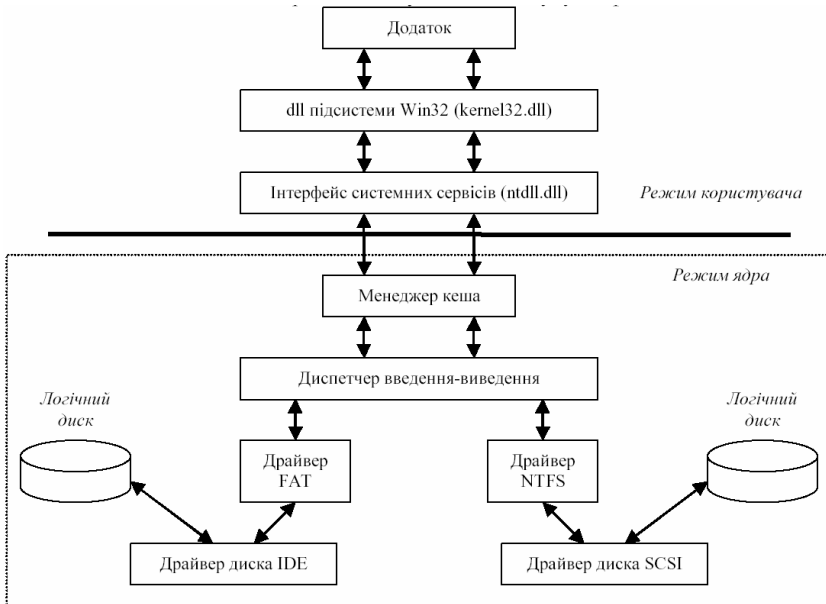 Додаток
dll підсистеми Win32 (kernel32.dll)
Інтерфейс системних сервісів (ntdll.dll)
Режим користувача
Режим ядра
Менеджер кеша
Диспетчер введення-виведення
Логічний
диск
Логічний
диск
Драйвер
FAT
Драйвер
NTFS
Драйвер диска IDE
Драйвер диска SCSI